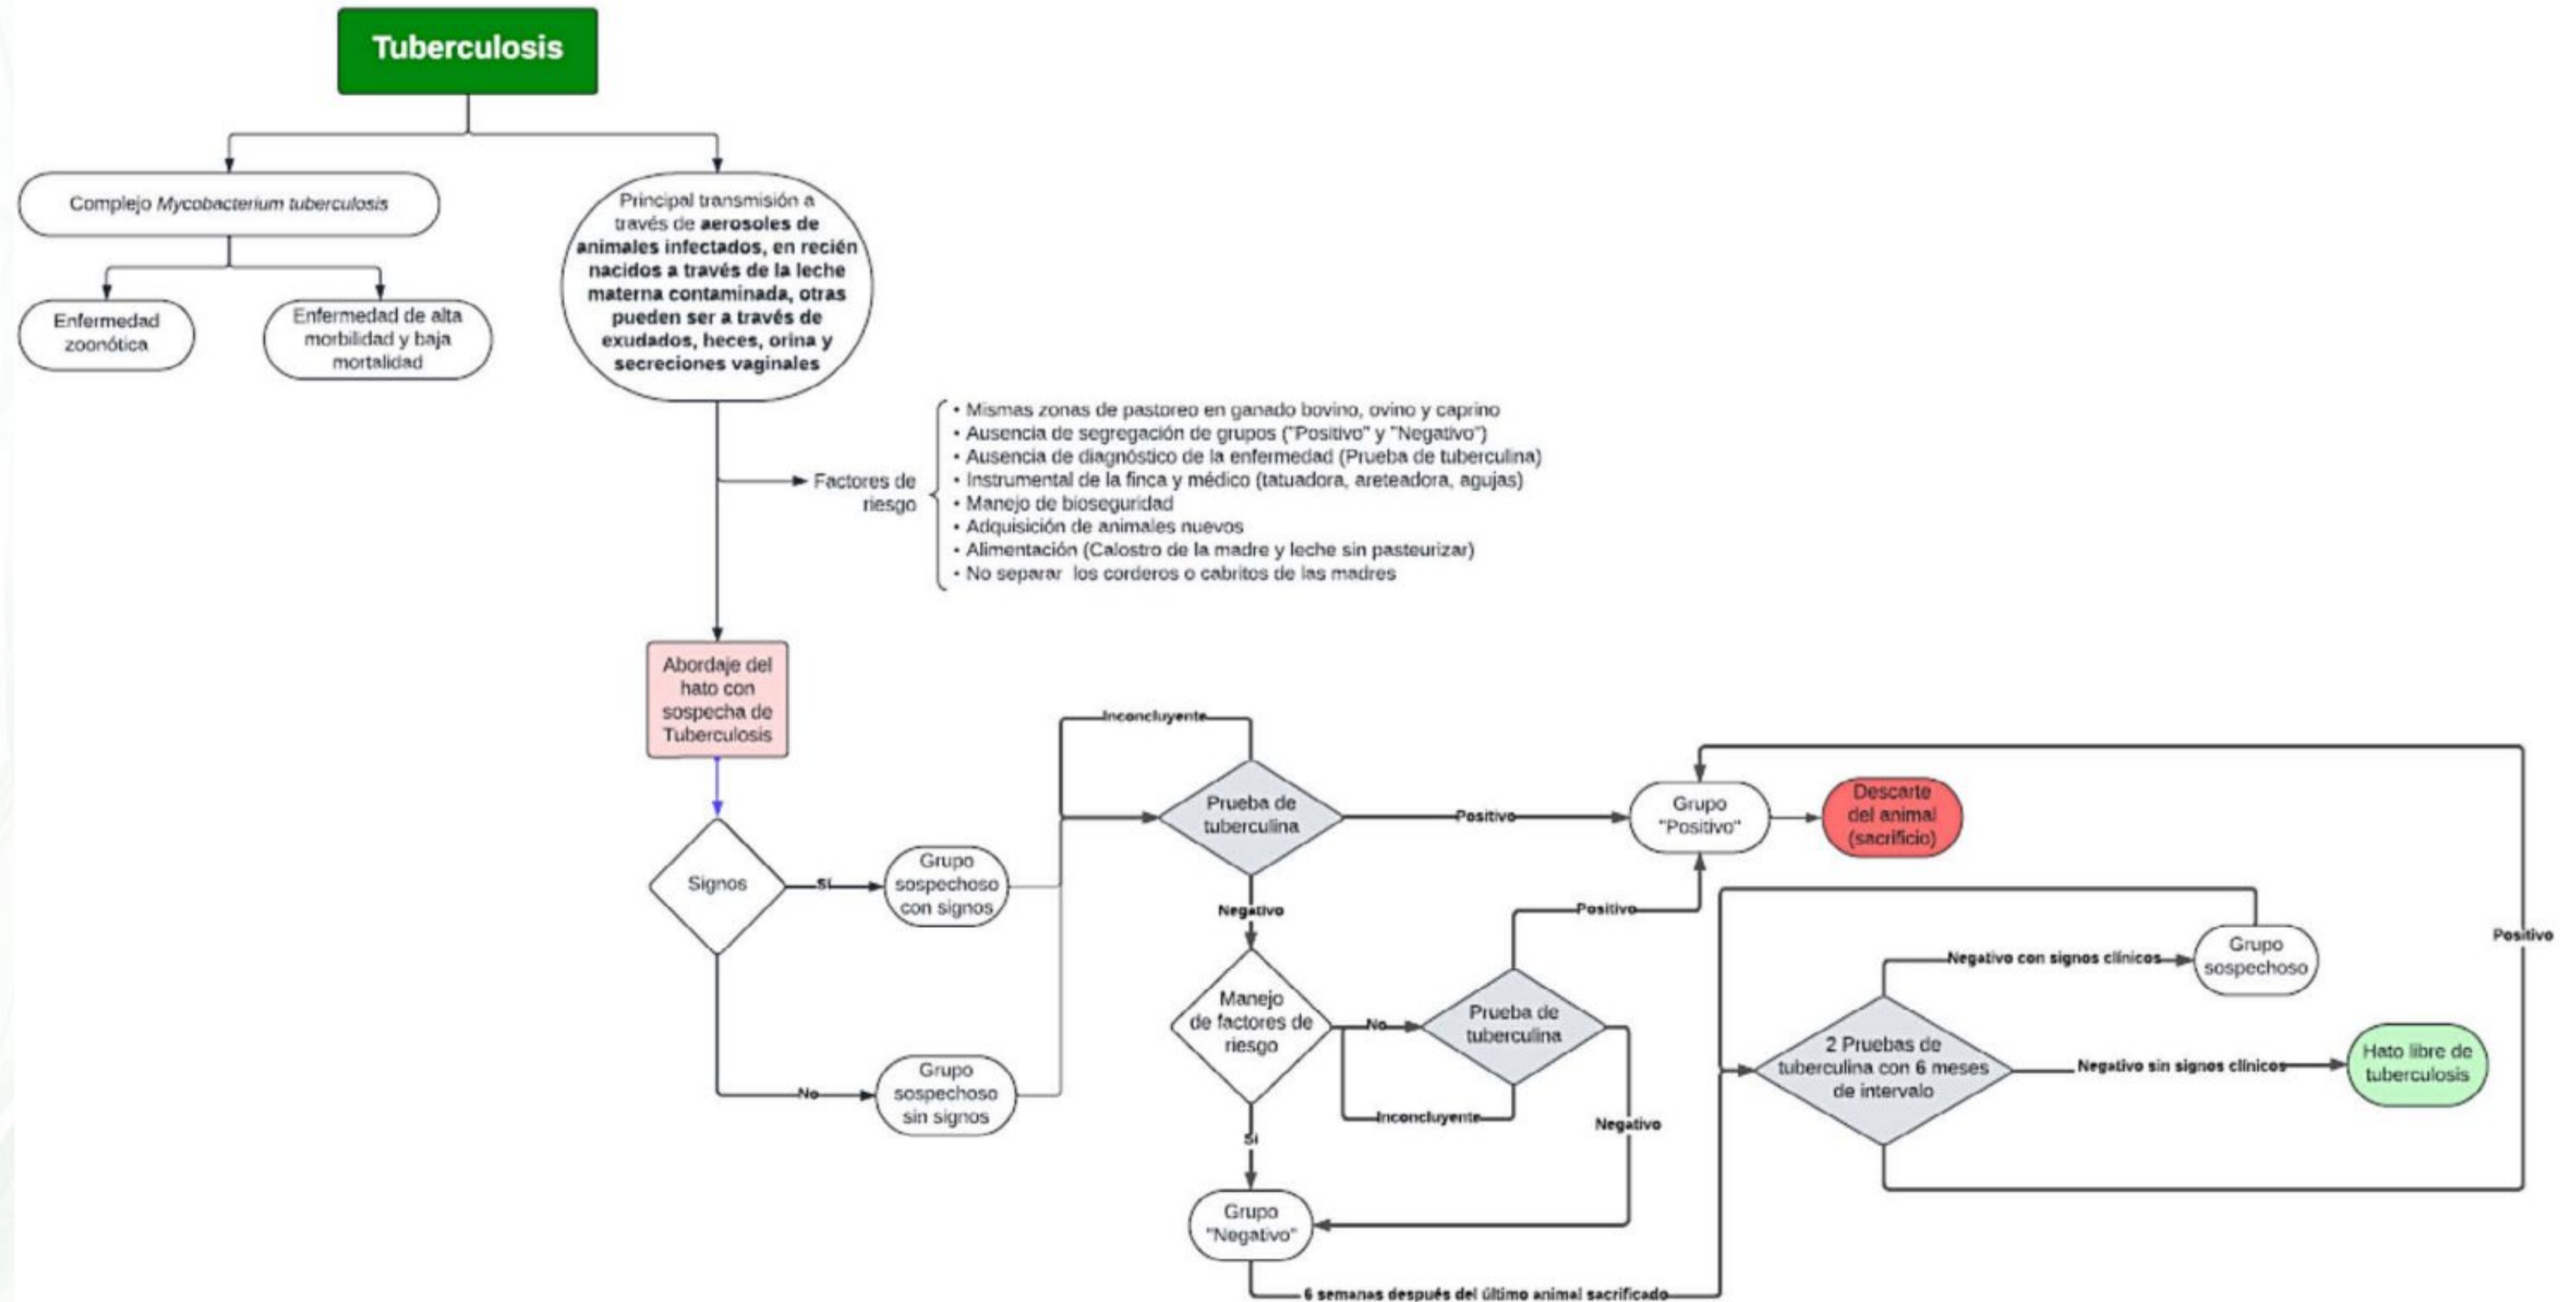 Tuberculosis
Complejo Mycobacterium tuberculosis
Enfermedad
zoonótica
Enfermedad de alta
morbilidad y baja
mortalidad
Principal transmisión a
través de aerosoles de
animales infectados, en recién
nacidos a través de la leche
materna contaminada, otras
pueden ser a través de
exudados, heces, orina y
secreciones vaginales
Factores de
riesgo
• Mismas zonas de pastoreo en ganado bovino, ovino y caprino
• Ausencia de segregación de grupos ("Positivo" y "Negativo")
• Ausencia de diagnóstico de la enfermedad (Prueba de tuberculina)
• Instrumental de la finca y médico (tatuadora, areteadora, agujas)
• Manejo de bioseguridad
• Adquisición de animales nuevos
• Alimentación (Calostro de la madre y leche sin pasteurizar)
• No separar los corderos o cabritos de las madres
Abordaje del
hato con
sospecha de
Tuberculosis
Signos
Sí
Grupo
sospechoso
con signos
No
Grupo
sospechoso
sin signos
Inconcluyente
Prueba de
tuberculina
Positivo
Grupo
"Positivo"
Descarte
del animal
(sacrificio)
Negativo
Manejo
de factores de
riesgo
No
Prueba de
tuberculina
Positivo
Inconcluyente
Negativo
Sí
Grupo
"Negativo"
6 semanas después del último animal sacrificado
2 Pruebas de
tuberculina con 6 meses
de intervalo
Negativo con signos clínicos
Grupo
sospechoso
Negativo sin signos clínicos
Hato libre de
tuberculosis
Positivo